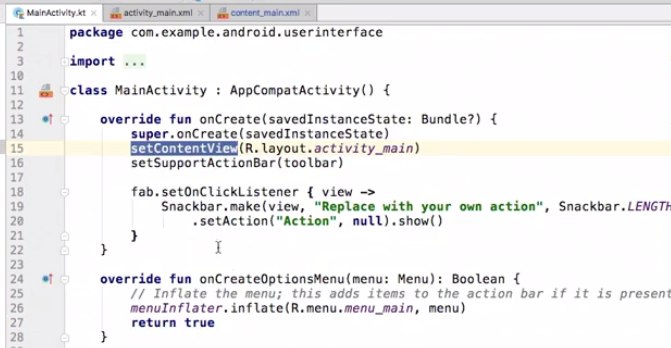 MainActivity.kt activity_main.xml content_main.xml
1 package com.example.android.userinterface
2
3 import ...
10
11 class MainActivity : AppCompatActivity() {
12
13 override fun onCreate(savedInstanceState: Bundle?) {
14 super.onCreate(savedInstanceState)
15 setContentView(R.layout.activity_main)
16 setSupportActionBar(toolbar)
17
18 fab.setOnClickListener { view ->
19 Snackbar.make(view, "Replace with your own action", Snackbar.LENGTH
20 .setAction("Action", null).show()
21 }
22 }
23
24 override fun onCreateOptionsMenu(menu: Menu): Boolean {
25 // Inflate the menu; this adds items to the action bar if it is present
26 menuInflater.inflate(R.menu.menu_main, menu)
27 return true
28 }